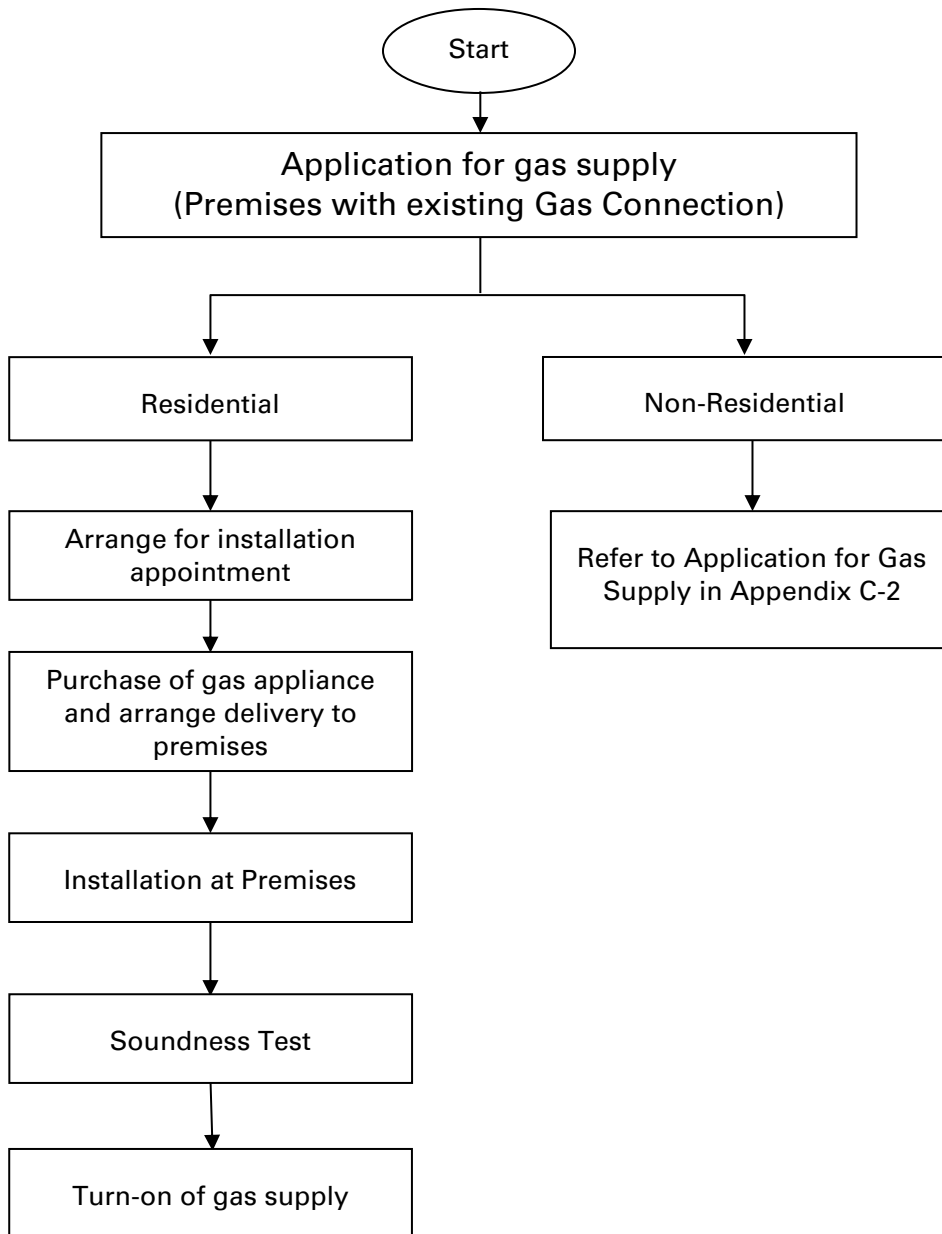 Start
Application for gas supply
(Premises with existing Gas Connection)
Residential
Non-Residential
Arrange for installation
appointment
Refer to Application for Gas
Supply in Appendix C-2
Purchase of gas appliance
and arrange delivery to
premises
Installation at Premises
Soundness Test
Turn-on of gas supply